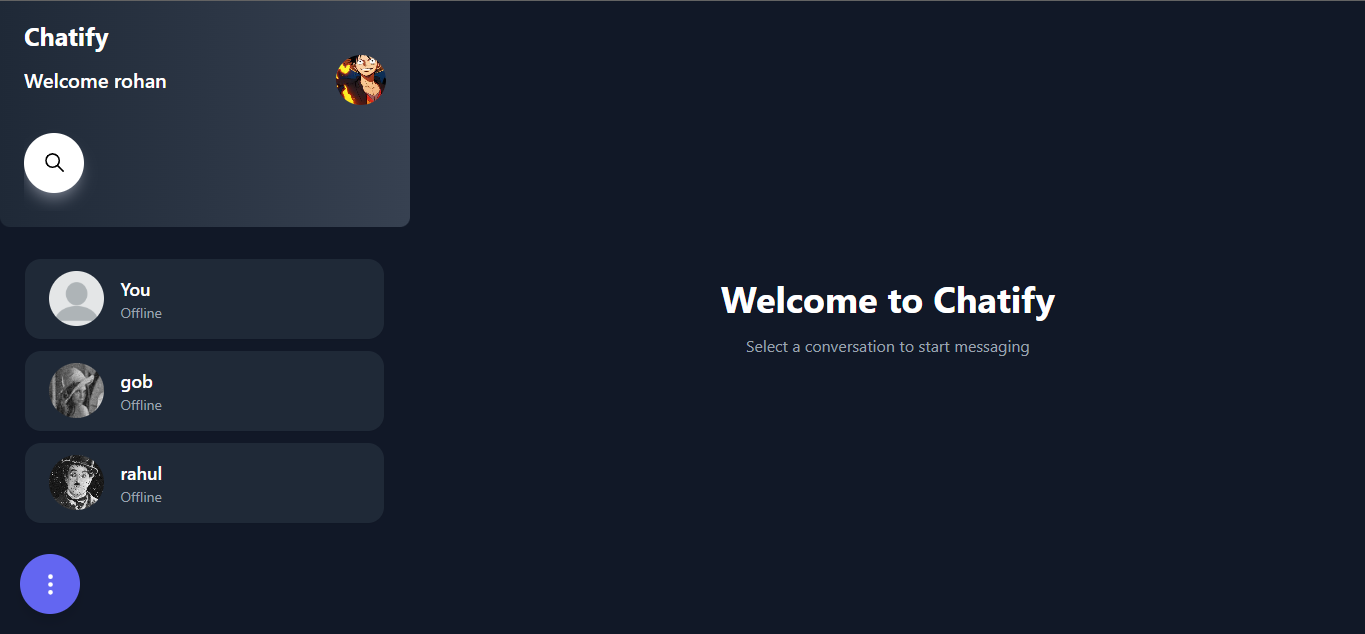 Chatify
Welcome rohan
You
Offline
gob
Offline
rahul
Offline
Welcome to Chatify
Select a conversation to start messaging